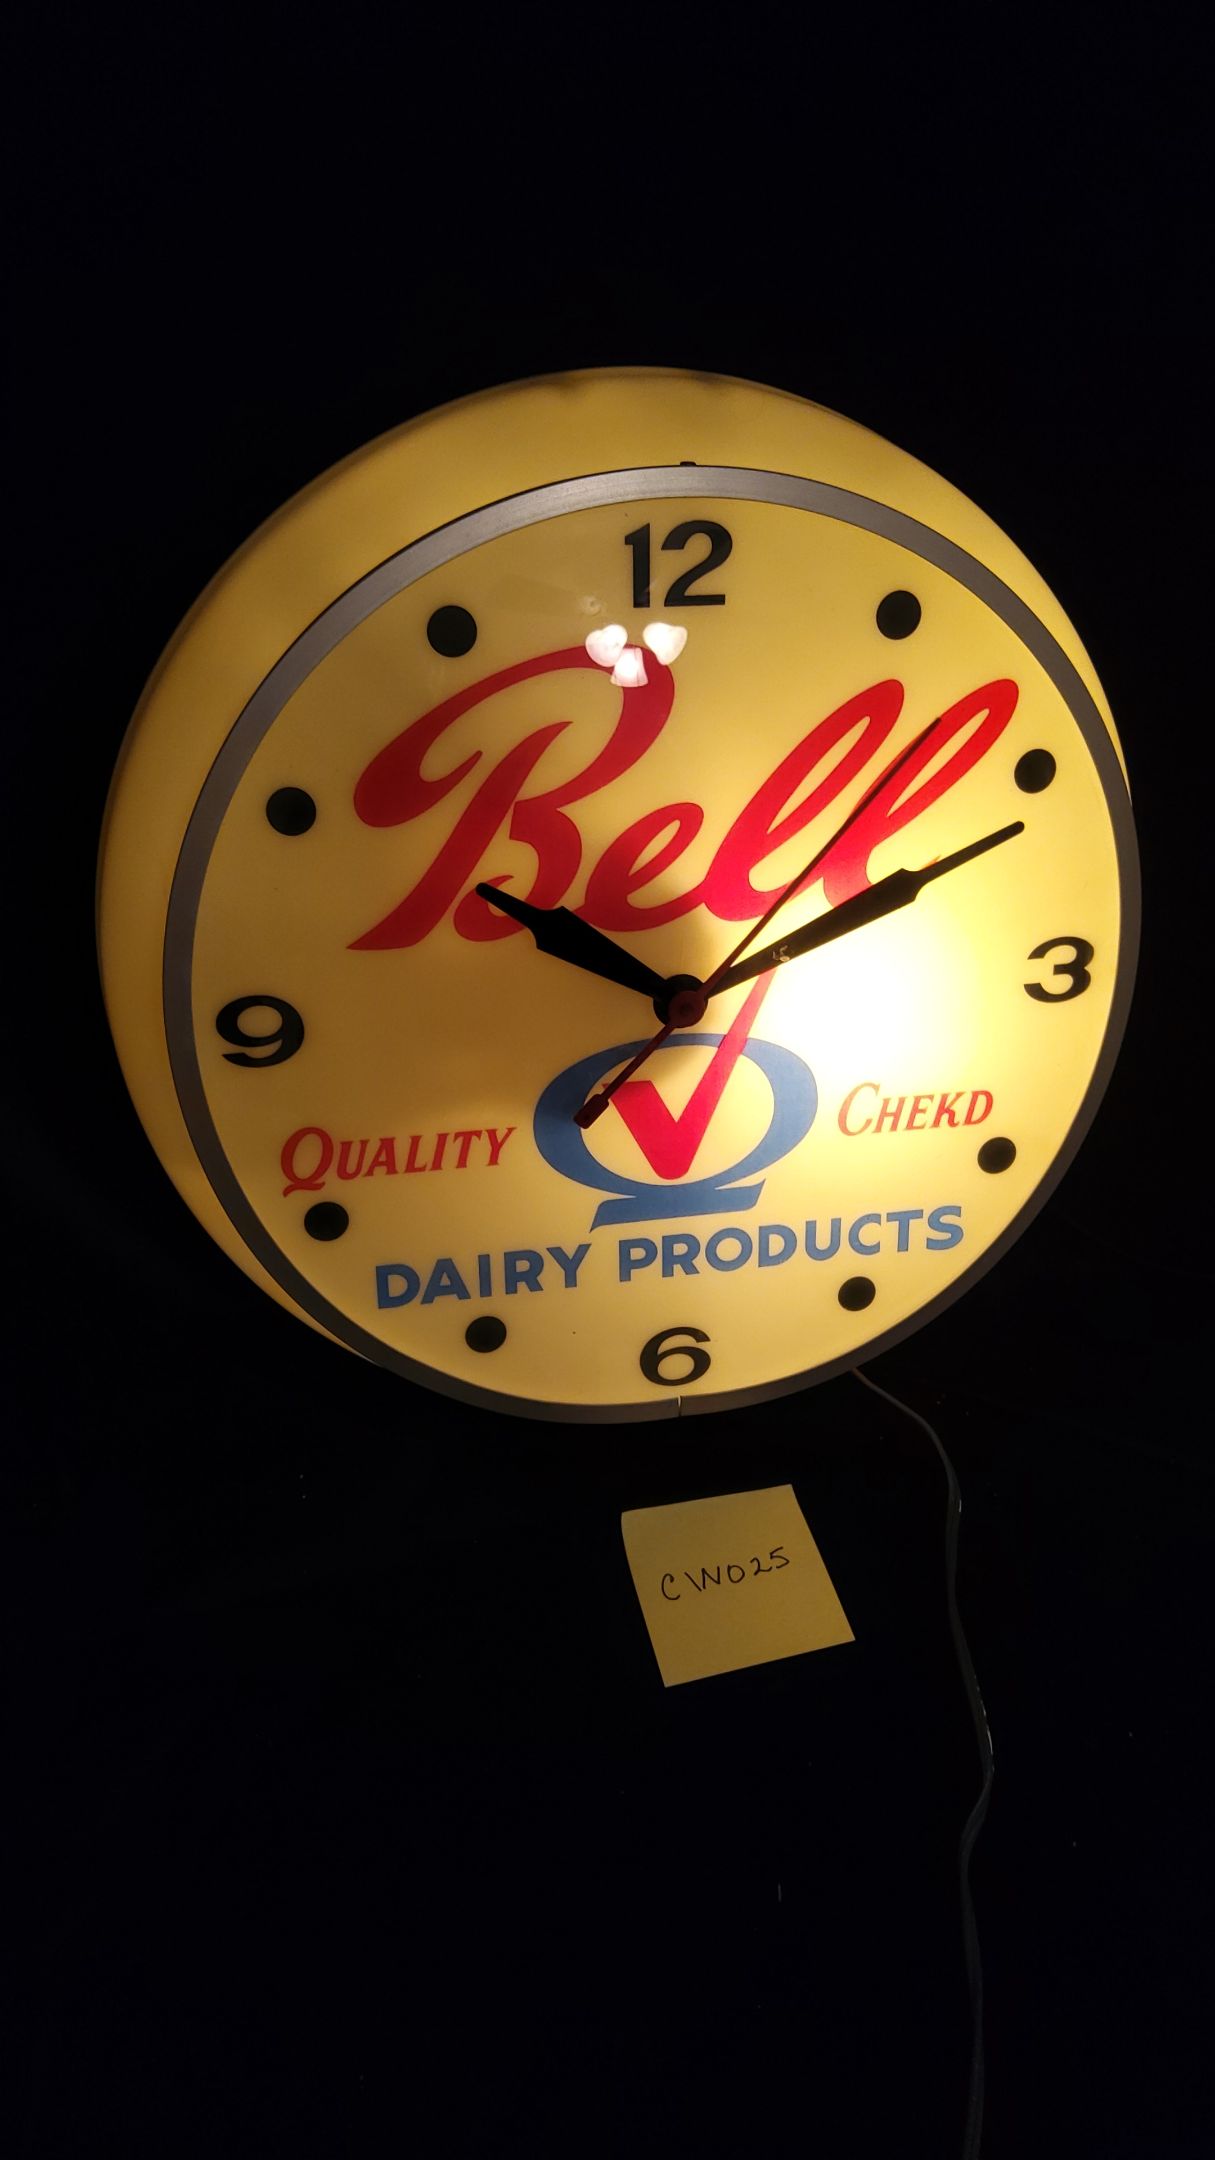 12
Bell
9
3
QUALITY CHEKD
DAIRY PRODUCTS
6
CW025